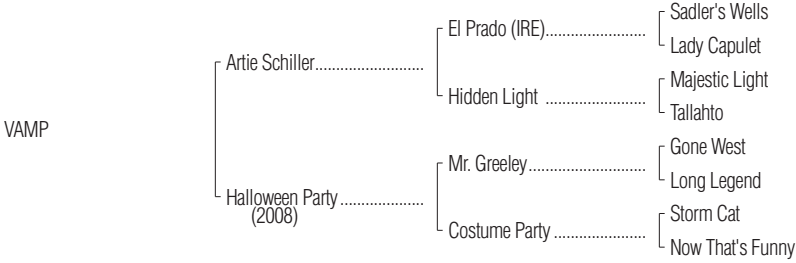 Sadler's Wells
El Prado (IRE)........................
Lady Capulet
Artie Schiller..........................
Majestic Light
Hidden Light ........................
Tallahto
VAMP
Gone West
Mr. Greeley............................
Long Legend
Halloween Party ....................
(2008)
Storm Cat
Costume Party ......................
Now That's Funny